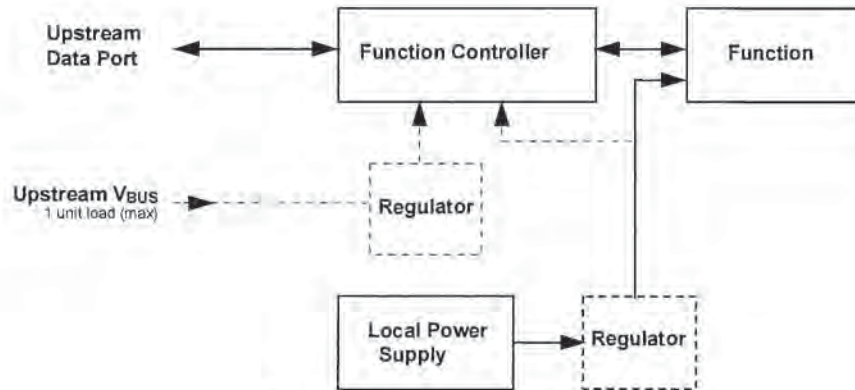 Upstream
Data Port
Function Controller
Function
Upstream VBUS
1 unit load (max)
Regulator
Local Power
Supply
Regulator